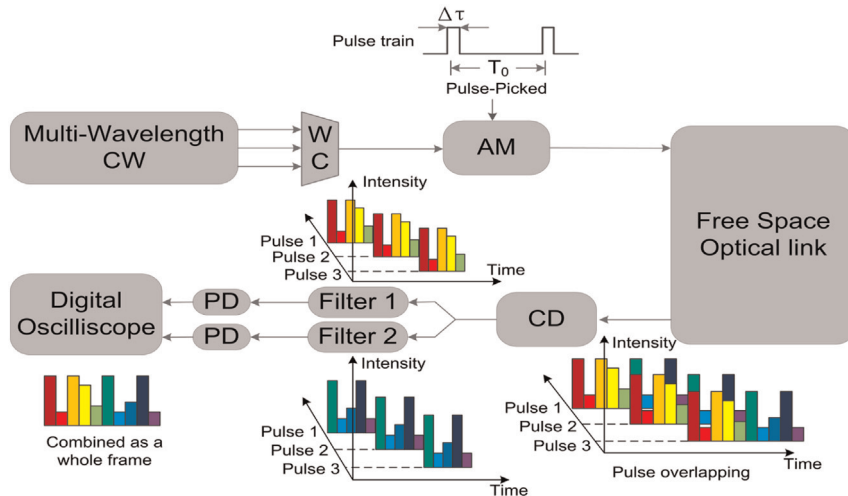 Δτ
Pulse train
T₀
Pulse-Picked
Multi-Wavelength
CW
W
C
AM
Free Space
Optical link
Intensity
Pulse 1
Pulse 2
Pulse 3
Time
Digital
Oscilliscope
PD
Filter 1
PD
Filter 2
CD
Intensity
Pulse 1
Pulse 2
Pulse 3
Time
Intensity
Pulse 1
Pulse 2
Pulse 3
Time
Combined as a
whole frame
Pulse overlapping